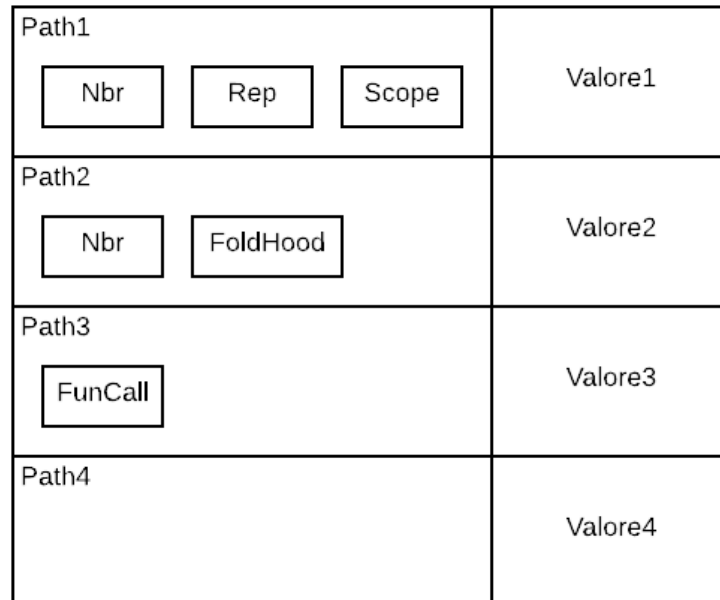 Path1
Nbr Rep Scope Valore1
Path2
Nbr FoldHood Valore2
Path3
FunCall Valore3
Path4
Valore4